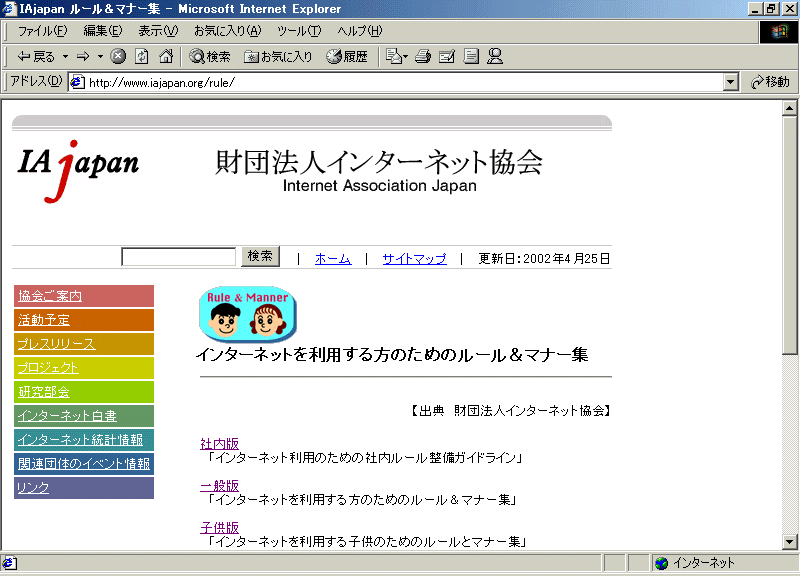 IAjapan ルール＆マナー集 - Microsoft Internet Explorer
ファイル(F) 編集(E) 表示(V) お気に入り(A) ツール(T) ヘルプ(H)
戻る 検索 お気に入り 履歴
アドレス(D) http://www.iajapan.org/rule/ 移動
IAjapan
財団法人インターネット協会
Internet Association Japan
検索 | ホーム | サイトマップ | 更新日：2002年4月25日
協会ご案内
活動予定
プレスリリース
プロジェクト
研究部会
インターネット白書
インターネット統計情報
関連団体のイベント情報
リンク
Rule & Manner
インターネットを利用する方のためのルール＆マナー集
【出典 財団法人インターネット協会】
社内版
「インターネット利用のための社内ルール整備ガイドライン」
一般版
「インターネットを利用する方のためのルール＆マナー集」
子供版
「インターネットを利用する子供のためのルールとマナー集」
インターネット